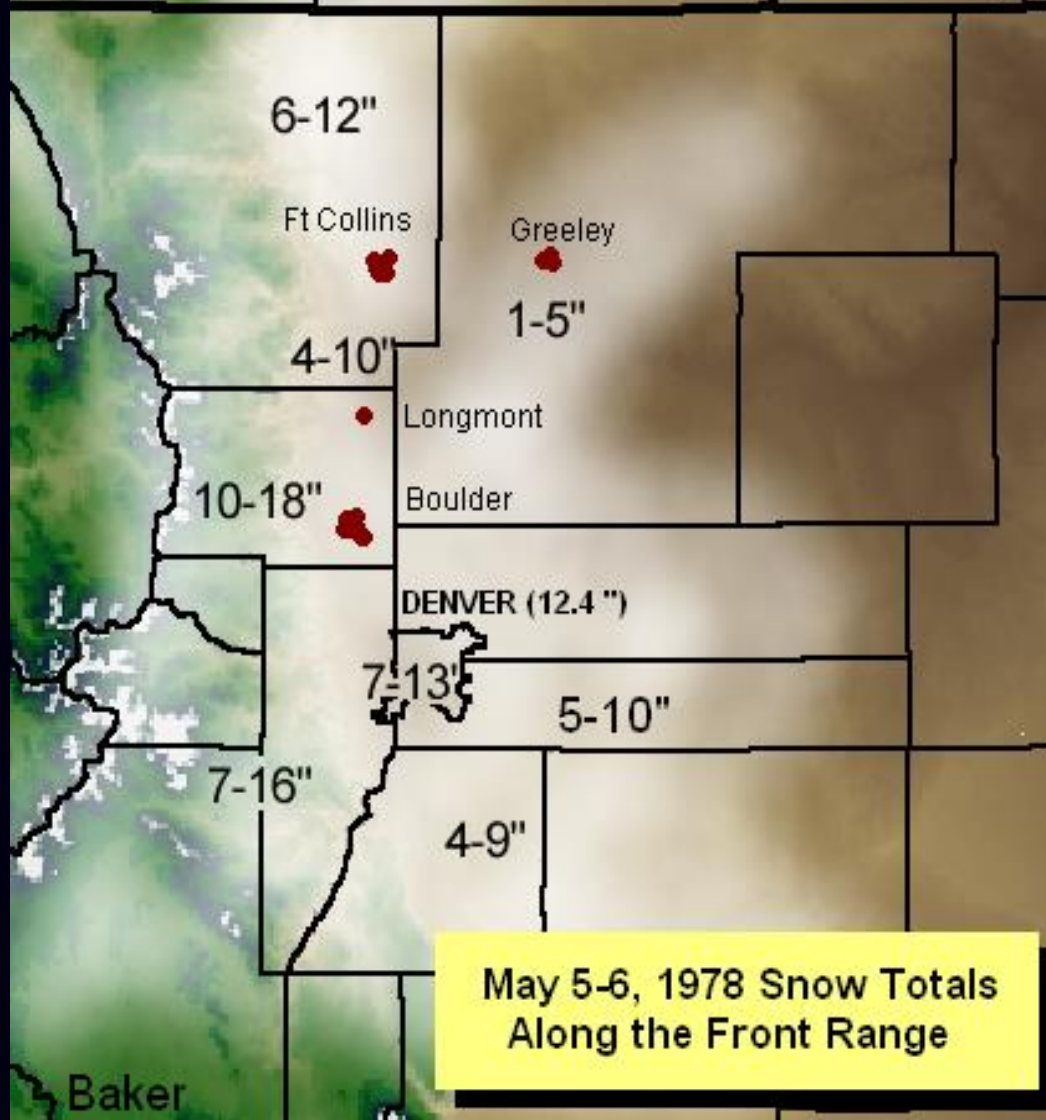 6-12"
Ft Collins
Greeley
1-5"
4-10"
Longmont
10-18"
Boulder
DENVER (12.4 ")
7-13'
5-10"
7-16"
4-9"
May 5-6, 1978 Snow Totals
Along the Front Range
Baker